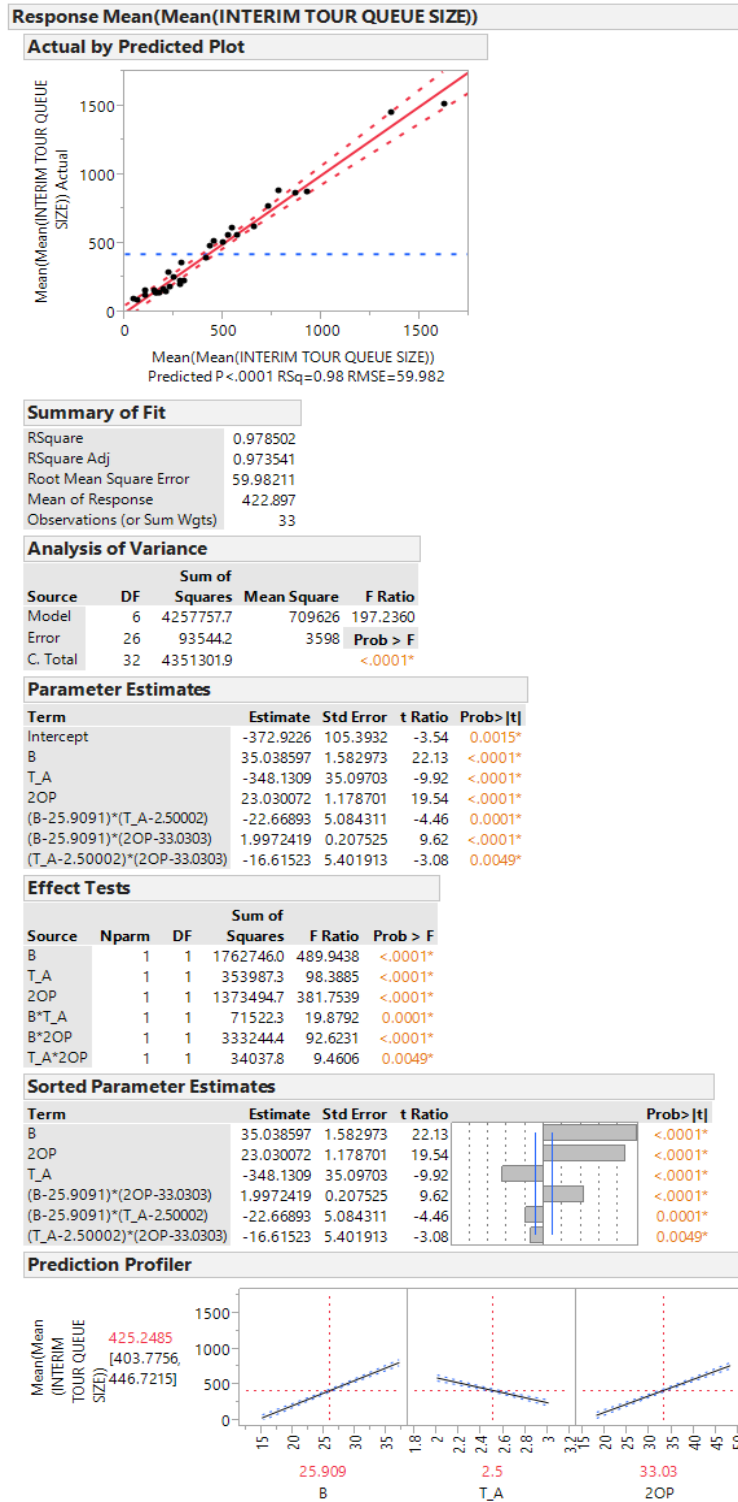 Response Mean(Mean(INTERIM TOUR QUEUE SIZE))
Actual by Predicted Plot
Mean(Mean(INTERIM TOUR QUEUE
SIZE)) Actual
1500
1000
500
0
0 500 1000 1500
Mean(Mean(INTERIM TOUR QUEUE SIZE))
Predicted P<.0001 RSq=0.98 RMSE=59.982
Summary of Fit
RSquare 0.978502
RSquare Adj 0.973541
Root Mean Square Error 59.98211
Mean of Response 422.897
Observations (or Sum Wgts) 33
Analysis of Variance
Sum of
Source DF Squares Mean Square F Ratio
Model 6 4257757.7 709626 197.2360
Error 26 93544.2 3598 Prob > F
C. Total 32 4351301.9 <.0001*
Parameter Estimates
Term Estimate Std Error t Ratio Prob>|t|
Intercept -372.9226 105.3932 -3.54 0.0015*
B 35.038597 1.582973 22.13 <.0001*
T_A -348.1309 35.09703 -9.92 <.0001*
2OP 23.030072 1.178701 19.54 <.0001*
(B-25.9091)*(T_A-2.50002) -22.66893 5.084311 -4.46 0.0001*
(B-25.9091)*(2OP-33.0303) 1.9972419 0.207525 9.62 <.0001*
(T_A-2.50002)*(2OP-33.0303) -16.61523 5.401913 -3.08 0.0049*
Effect Tests
Sum of
Source Nparm DF Squares F Ratio Prob > F
B 1 1 1762746.0 489.9438 <.0001*
T_A 1 1 353987.3 98.3885 <.0001*
2OP 1 1 1373494.7 381.7539 <.0001*
B*T_A 1 1 71522.3 19.8792 0.0001*
B*2OP 1 1 333244.4 92.6231 <.0001*
T_A*2OP 1 1 34037.8 9.4606 0.0049*
Sorted Parameter Estimates
Term Estimate Std Error t Ratio Prob>|t|
B 35.038597 1.582973 22.13 <.0001*
2OP 23.030072 1.178701 19.54 <.0001*
T_A -348.1309 35.09703 -9.92 <.0001*
(B-25.9091)*(2OP-33.0303) 1.9972419 0.207525 9.62 <.0001*
(B-25.9091)*(T_A-2.50002) -22.66893 5.084311 -4.46 0.0001*
(T_A-2.50002)*(2OP-33.0303) -16.61523 5.401913 -3.08 0.0049*
Prediction Profiler
Mean(Mean
(INTERIM
TOUR QUEUE
SIZE))
425.2485
[403.7756,
446.7215]
1500
1000
500
0
15 20 25 30 35 1.8 2 2.2 2.4 2.6 2.8 3 3.2 15 20 25 30 35 40 45 50
25.909 2.5 33.03
B T_A 2OP